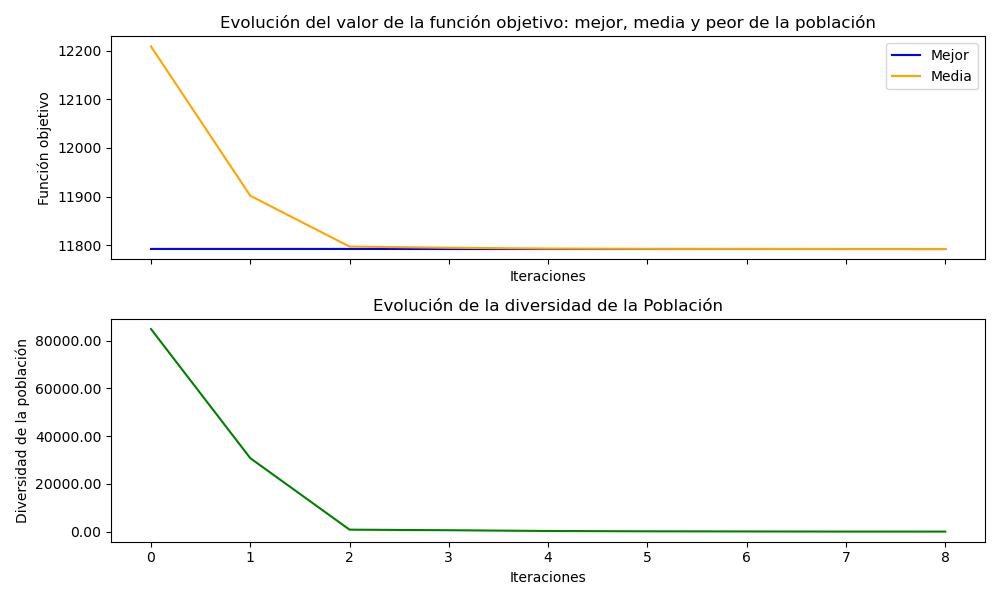 Evolución del valor de la función objetivo: mejor, media y peor de la población
12200
12100
12000
11900
11800
Función objetivo
Mejor
Media
Iteraciones
Evolución de la diversidad de la Población
80000.00
60000.00
40000.00
20000.00
0.00
Diversidad de la población
0 1 2 3 4 5 6 7 8
Iteraciones